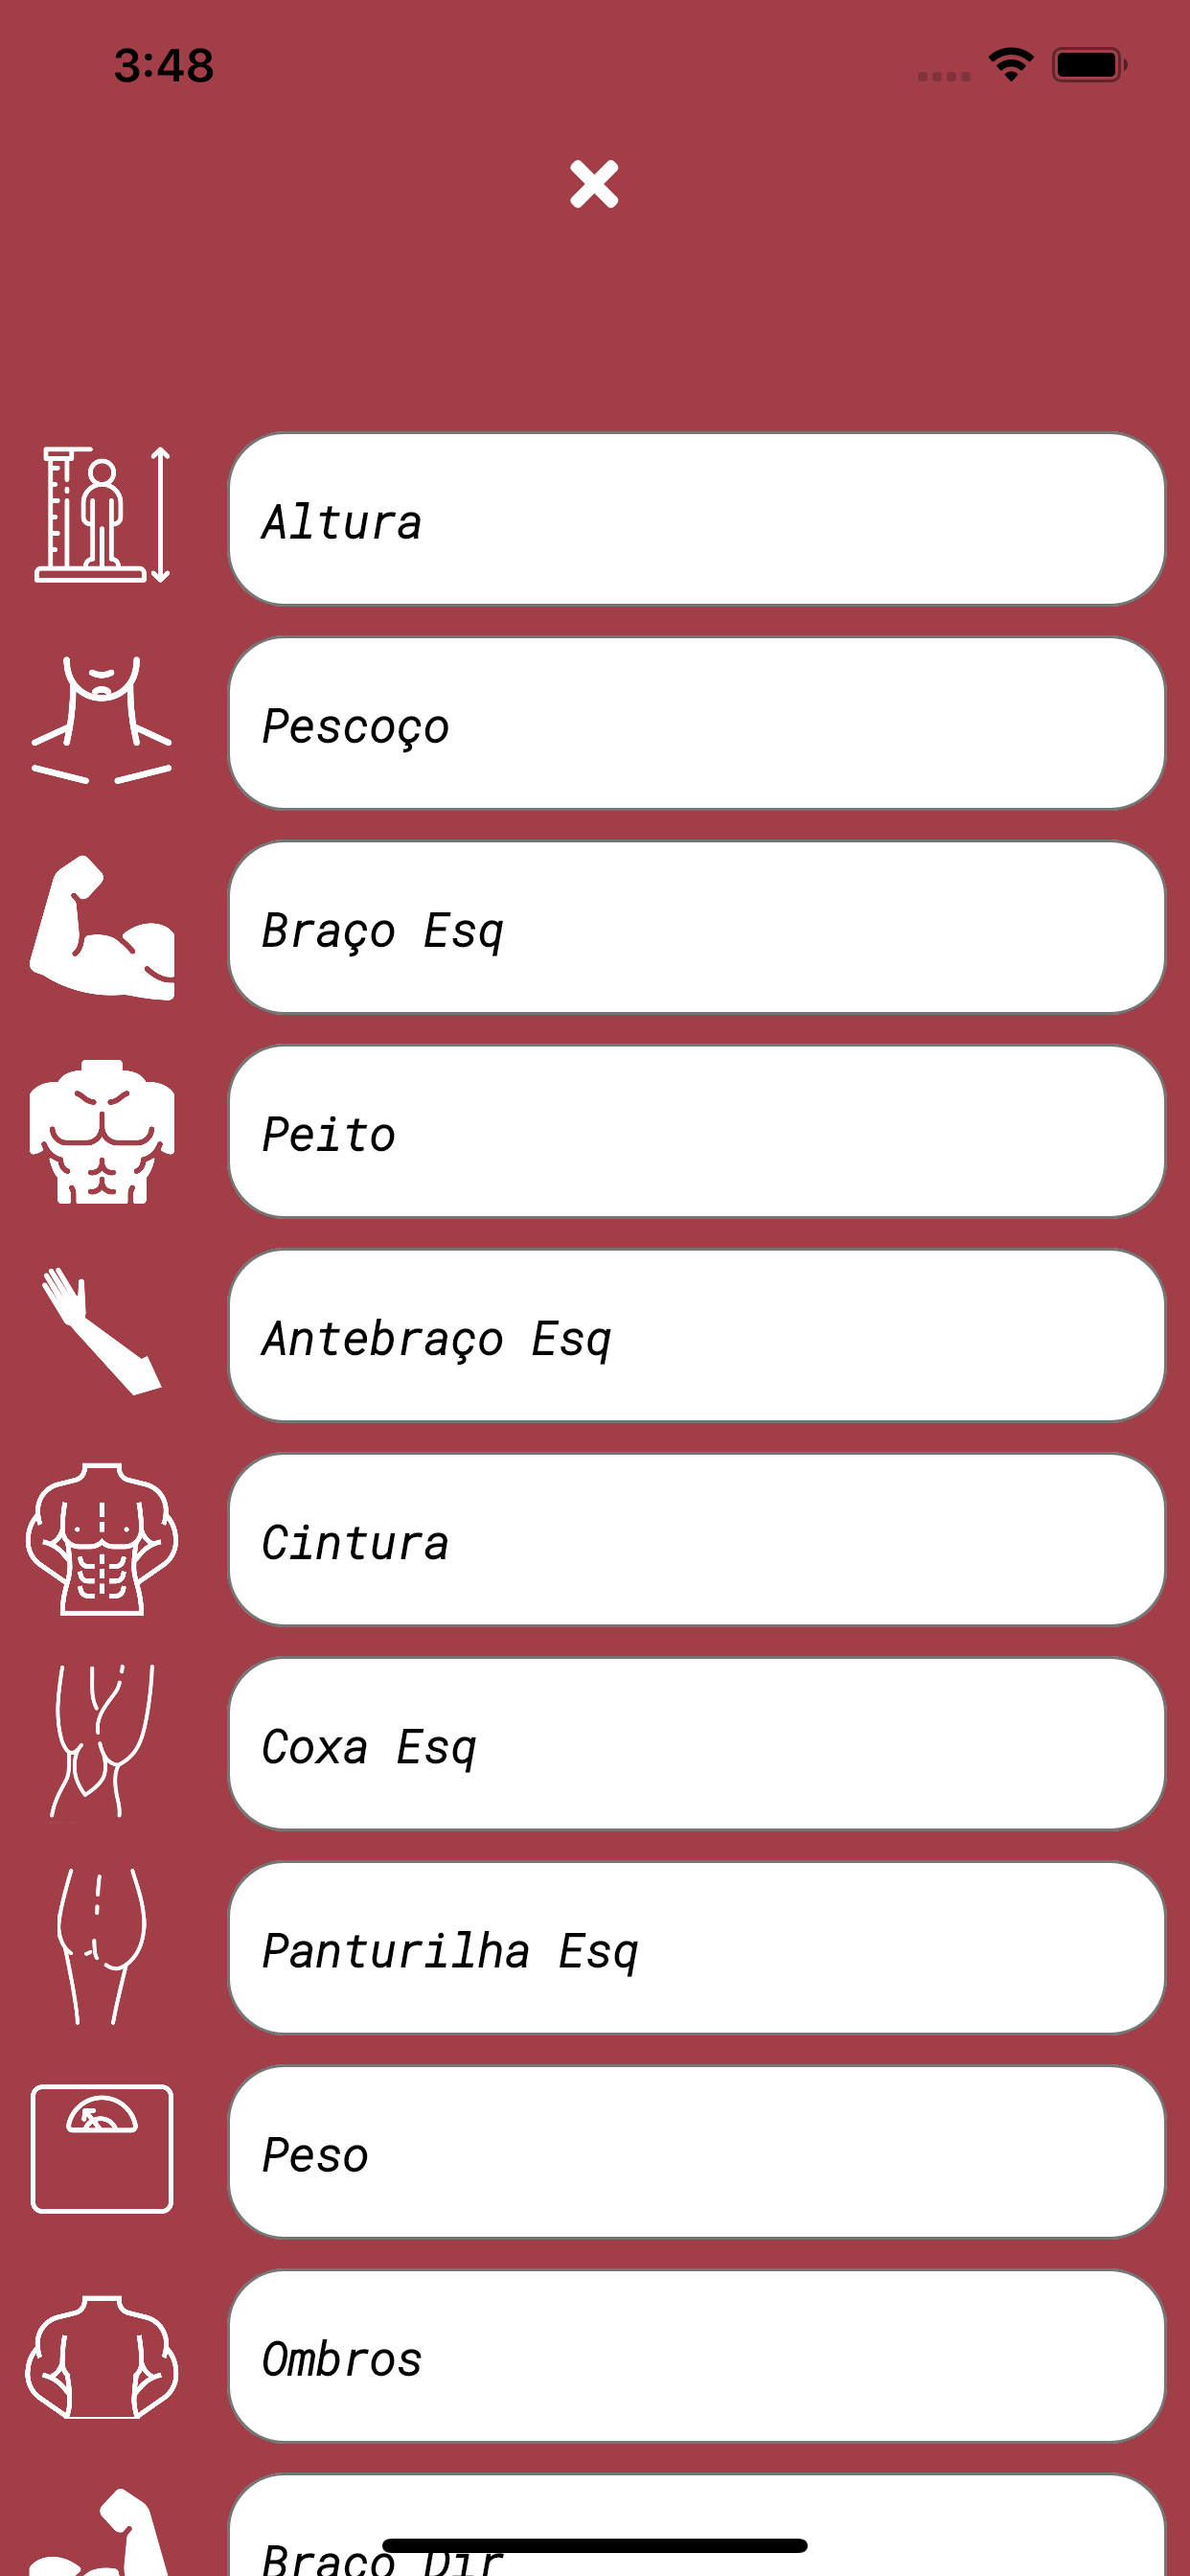 3:48
Altura
Pescoço
Braço Esq
Peito
Antebraço Esq
Cintura
Coxa Esq
Panturilha Esq
Peso
Ombros
Braço Dir